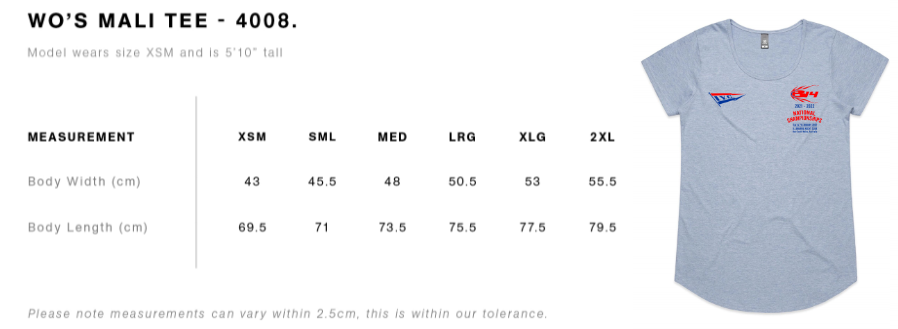 WO'S MALI TEE - 4008.
Model wears size XSM and is 5'10" tall
MEASUREMENT XSM SML MED LRG XLG 2XL
Body Width (cm) 43 45.5 48 50.5 53 55.5
Body Length (cm) 69.5 71 73.5 75.5 77.5 79.5
Please note measurements can vary within 2.5cm, this is within our tolerance.
2021 - 2022
NATIONAL
CHAMPIONSHIPS